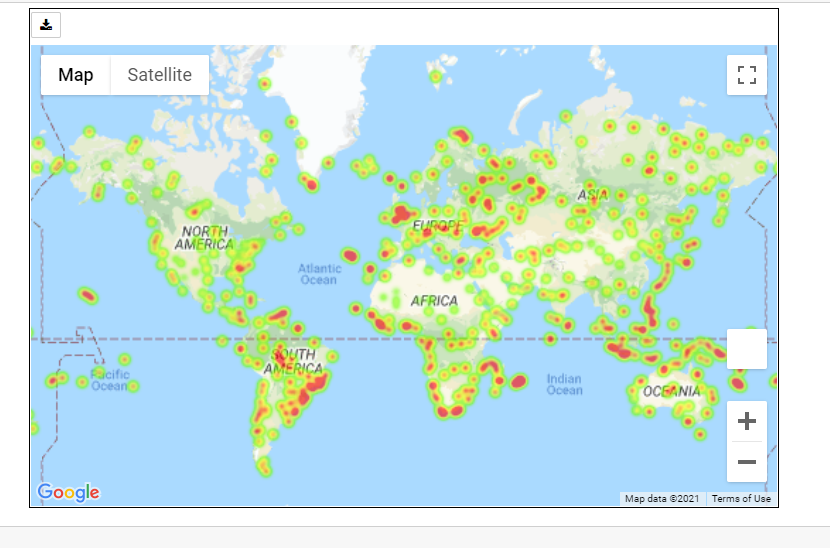 Map
Satellite
ASIA
EUROPE
NORTH
AMERICA
Atlantic
Ocean
AFRICA
SOUTH
AMERICA
Pacific
Ocean
Indian
Ocean
OCEANIA
Google
Map data ©2021
Terms of Use